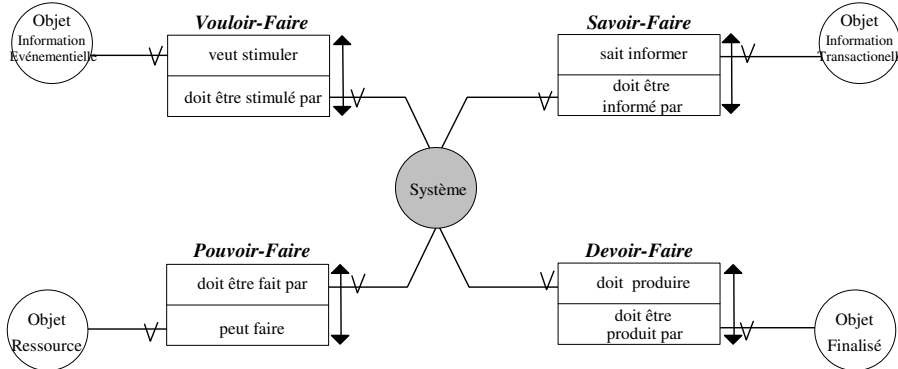 Objet
Information
Evénementielle
Vouloir-Faire
veut stimuler
doit être stimulé par
Savoir-Faire
sait informer
doit être
informé par
Objet
Information
Transactionelle
Système
Pouvoir-Faire
doit être fait par
peut faire
Objet
Ressource
Devoir-Faire
doit produire
doit être
produit par
Objet
Finalisé